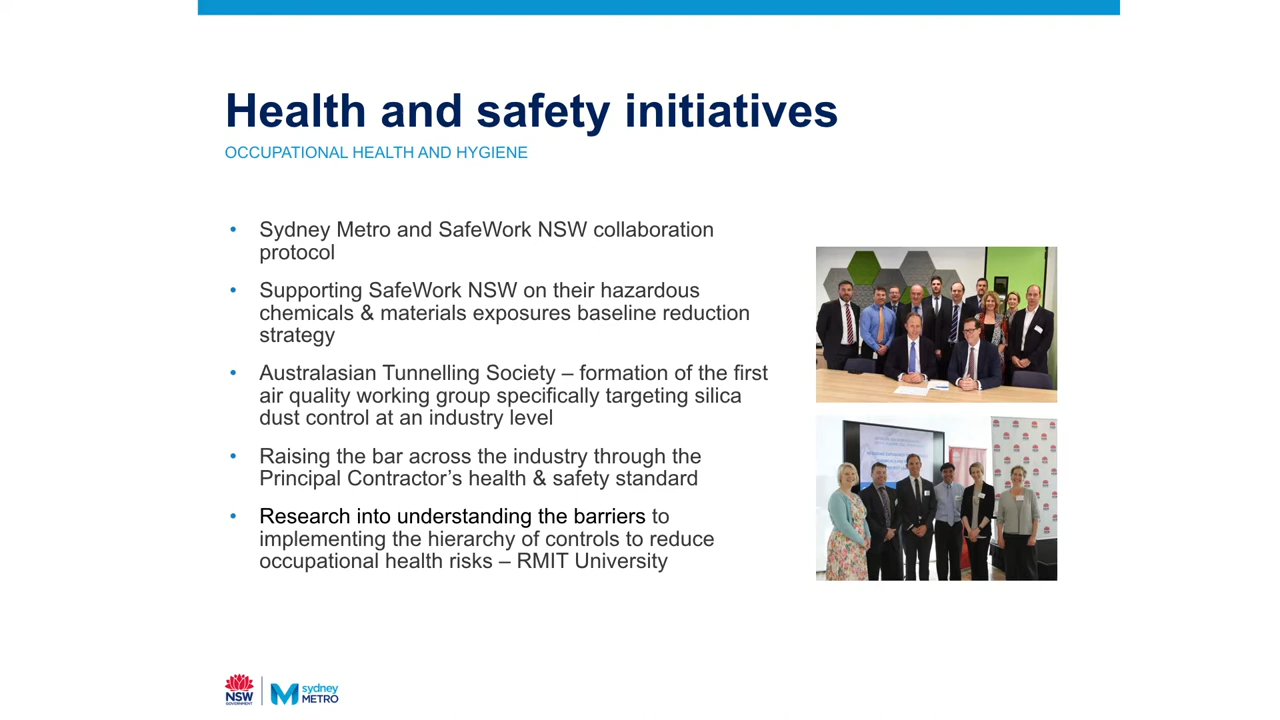 Health and safety initiatives
OCCUPATIONAL HEALTH AND HYGIENE
• Sydney Metro and SafeWork NSW collaboration
protocol
• Supporting SafeWork NSW on their hazardous
chemicals & materials exposures baseline reduction
strategy
• Australasian Tunnelling Society – formation of the first
air quality working group specifically targeting silica
dust control at an industry level
• Raising the bar across the industry through the
Principal Contractor’s health & safety standard
• Research into understanding the barriers to
implementing the hierarchy of controls to reduce
occupational health risks – RMIT University
NSW
GOVERNMENT
sydney
METRO